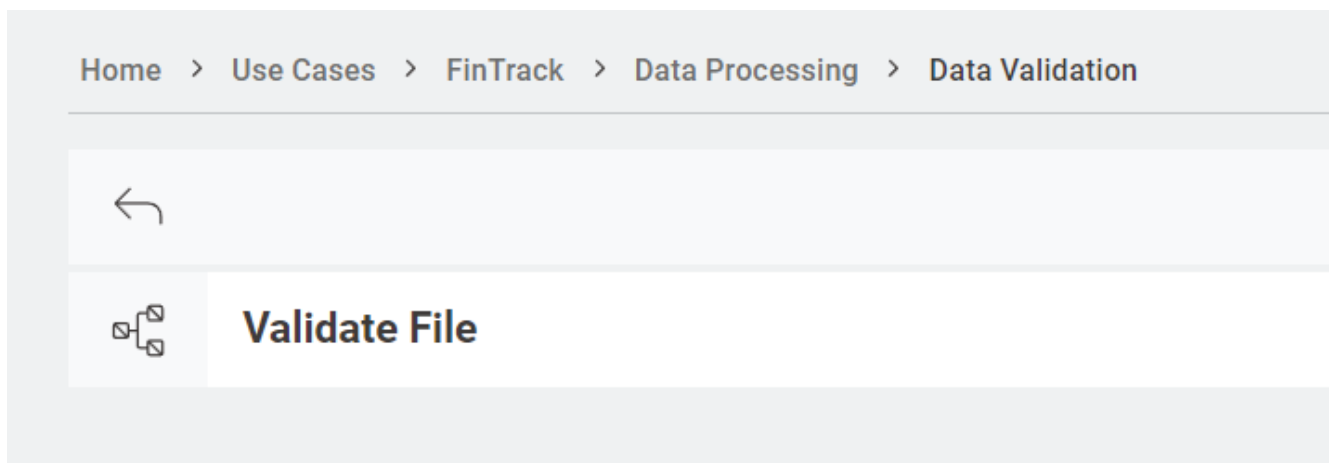 Home > Use Cases > FinTrack > Data Processing > Data Validation
Validate File